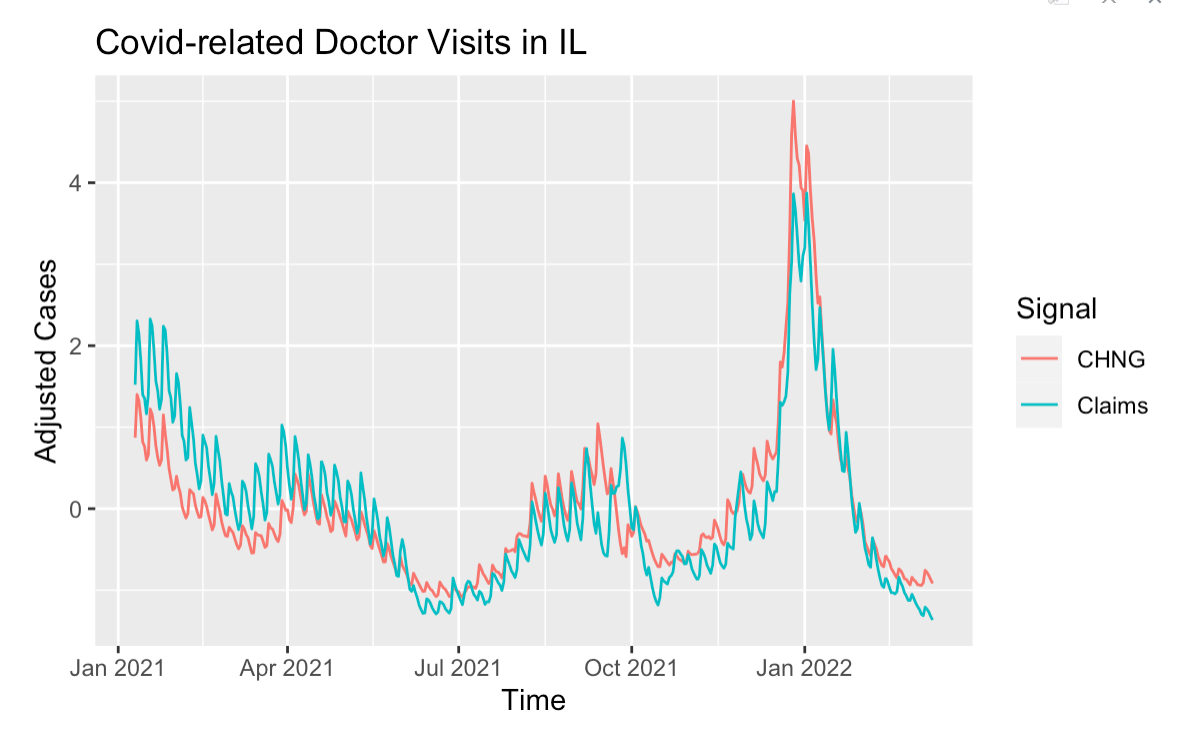 Covid-related Doctor Visits in IL
Adjusted Cases
4
2
0
Jan 2021 Apr 2021 Jul 2021 Oct 2021 Jan 2022
Time
Signal
CHNG
Claims